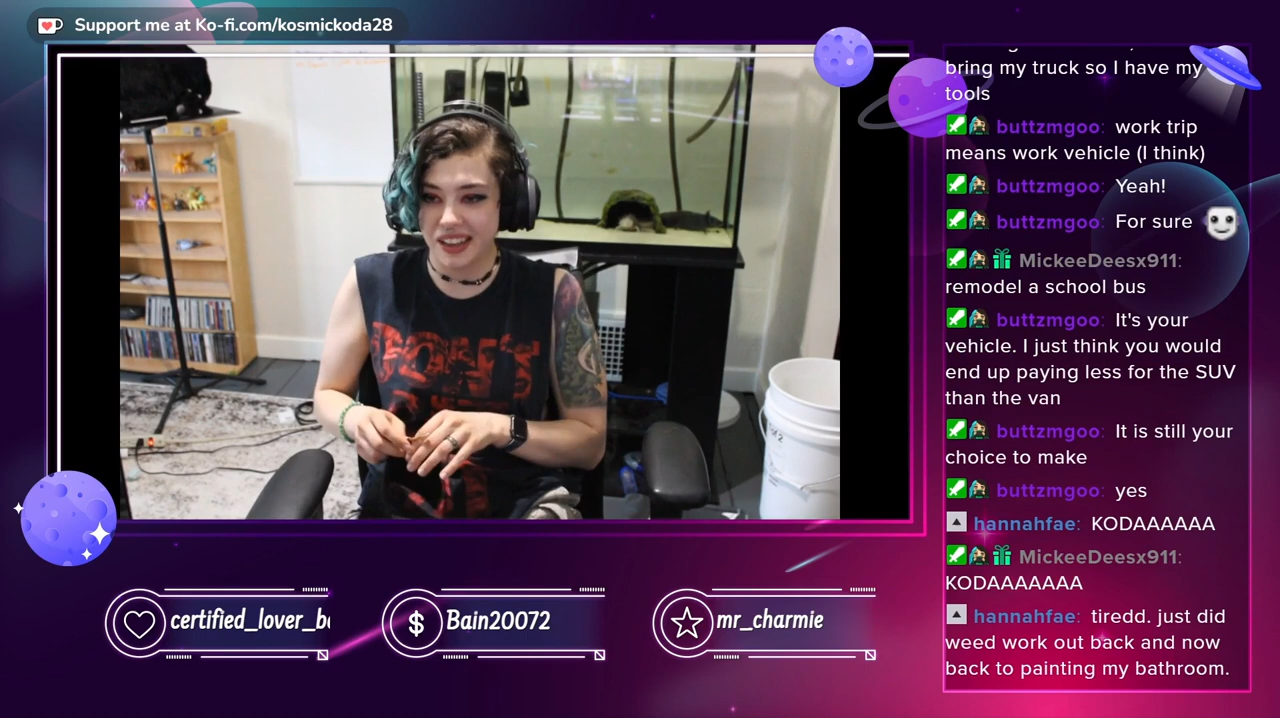 Support me at Ko-fi.com/kosmickoda28
bring my truck so I have my
tools
buttzmgoo: work trip
means work vehicle (I think)
buttzmgoo: Yeah!
buttzmgoo: For sure
MickeeDeesx911:
remodel a school bus
buttzmgoo: It's your
vehicle. I just think you would
end up paying less for the SUV
than the van
buttzmgoo: It is still your
choice to make
buttzmgoo: yes
hannahfae: KODAAAAAA
MickeeDeesx911:
KODAAAAAAA
hannahfae: tiredd. just did
weed work out back and now
back to painting my bathroom.
DON'T
certified_lover_b
Bain20072
mr_charmie